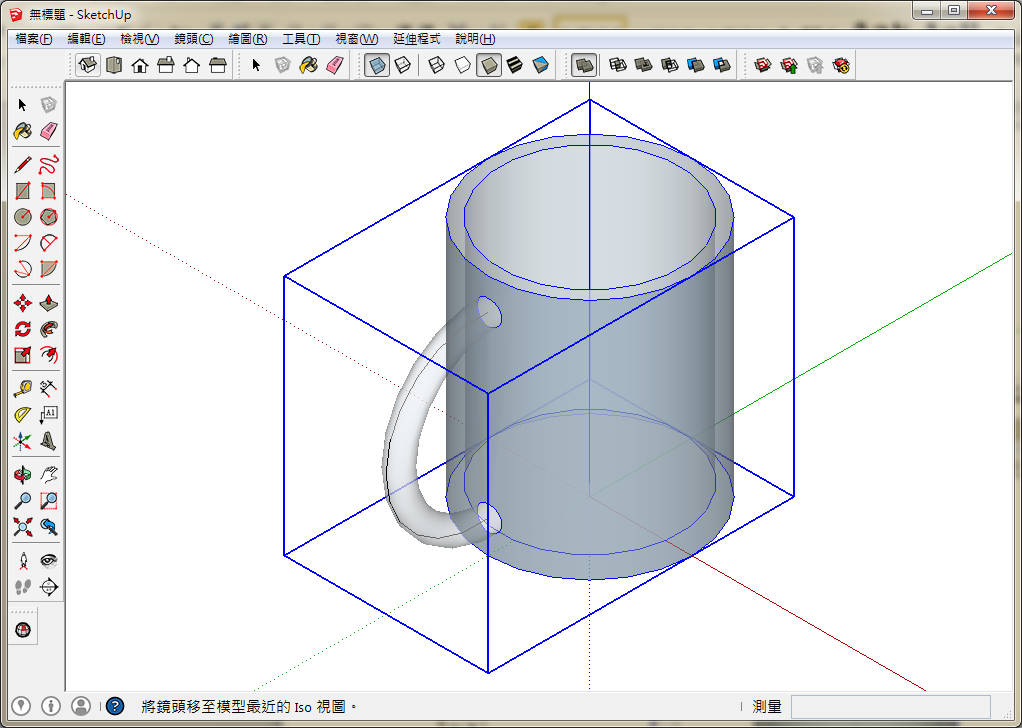 無標題 - SketchUp
檔案(F) 編輯(E) 檢視(V) 鏡頭(C) 繪圖(R) 工具(T) 視窗(W) 延伸程式 說明(H)
A1
將鏡頭移至模型最近的 Iso 視圖。
測量